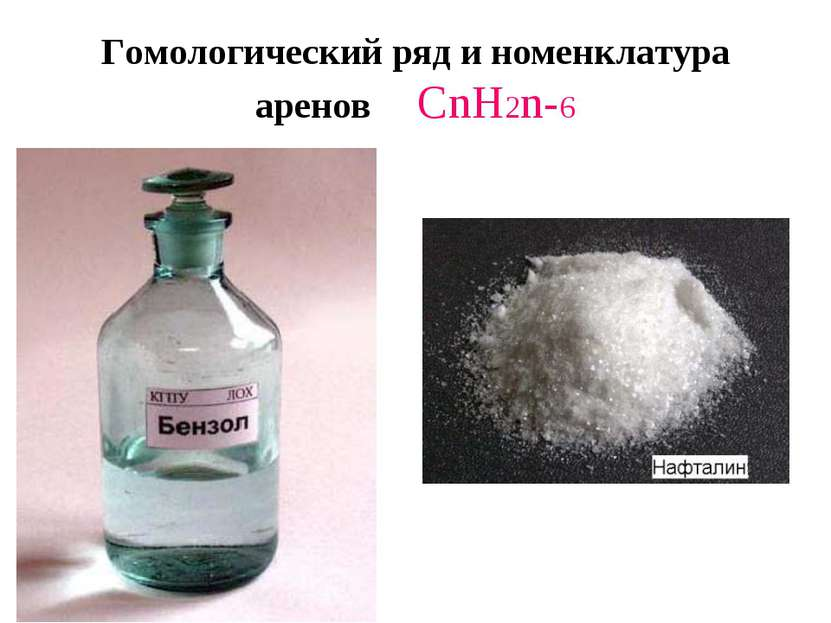 Гомологический ряд и номенклатура
аренов CnH2n-6
КГПУ ЛОХ
Бензол
Нафталин